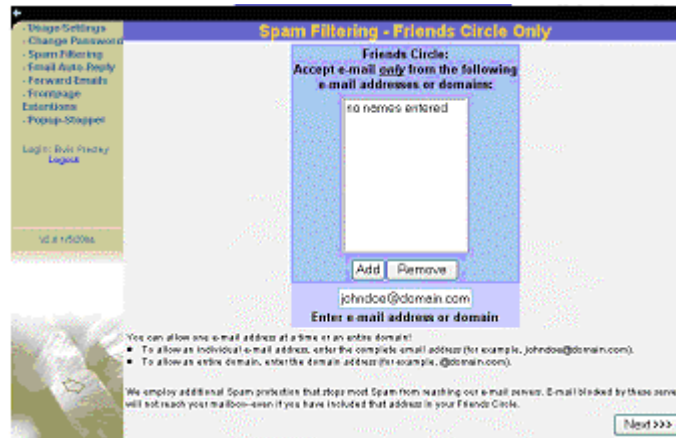 Spam Filtering - Friends Circle Only
- Usage Settings
- Change Password
- Spam Filtering
- Email Auto-Reply
- Forward Emails
- Frontpage
Extentions
- Popup-Stopper
Login: Elvis Presley
Logout
Friends Circle:
Accept e-mail only from the following
e-mail addresses or domains:
no names entered
Add Remove
johndoe@domain.com
Enter e-mail address or domain
You can allow one e-mail address at a time or an entire domain!
• To allow an individual e-mail address, enter the complete email address (for example, johndoe@domain.com).
• To allow an entire domain, enter the domain address (for example, @domain.com).
We employ additional Spam protection that stops most Spam from reaching our e-mail servers. E-mail blocked by these serve
will not reach your mailbox--even if you have included that address in your Friends Circle.
Next >>>